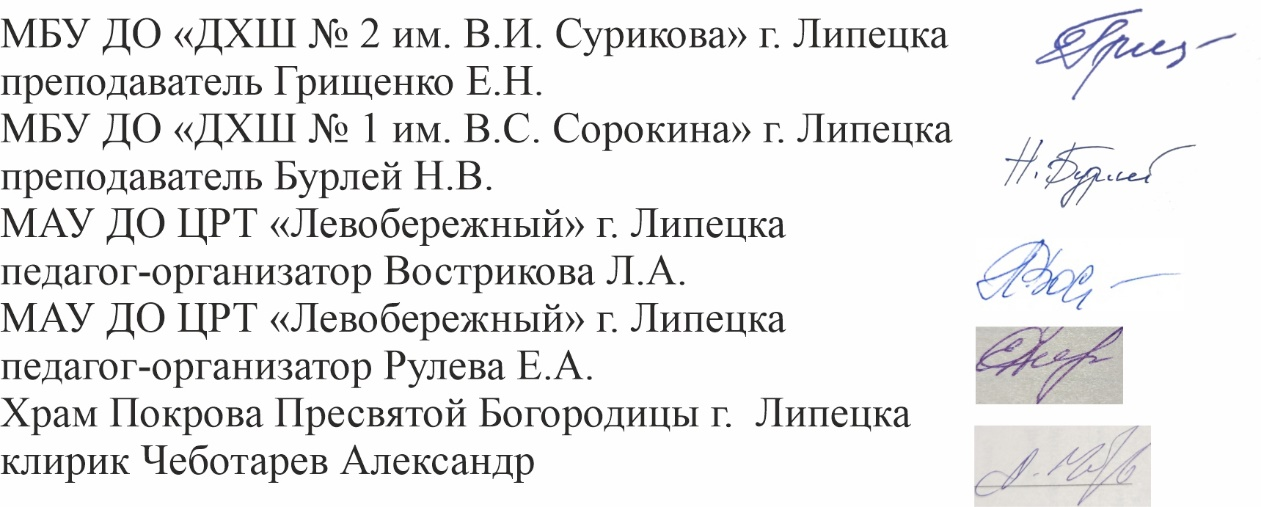 МБУ ДО «ДХШ № 2 им. В.И. Сурикова» г. Липецка
преподаватель Грищенко Е.Н.
МБУ ДО «ДХШ № 1 им. В.С. Сорокина» г. Липецка
преподаватель Бурлей Н.В.
Н. Бурлей
МАУ ДО ЦРТ «Левобережный» г. Липецка
педагог-организатор Вострикова Л.А.
МАУ ДО ЦРТ «Левобережный» г. Липецка
педагог-организатор Рулева Е.А.
Храм Покрова Пресвятой Богородицы г. Липецка
клирик Чеботарев Александр